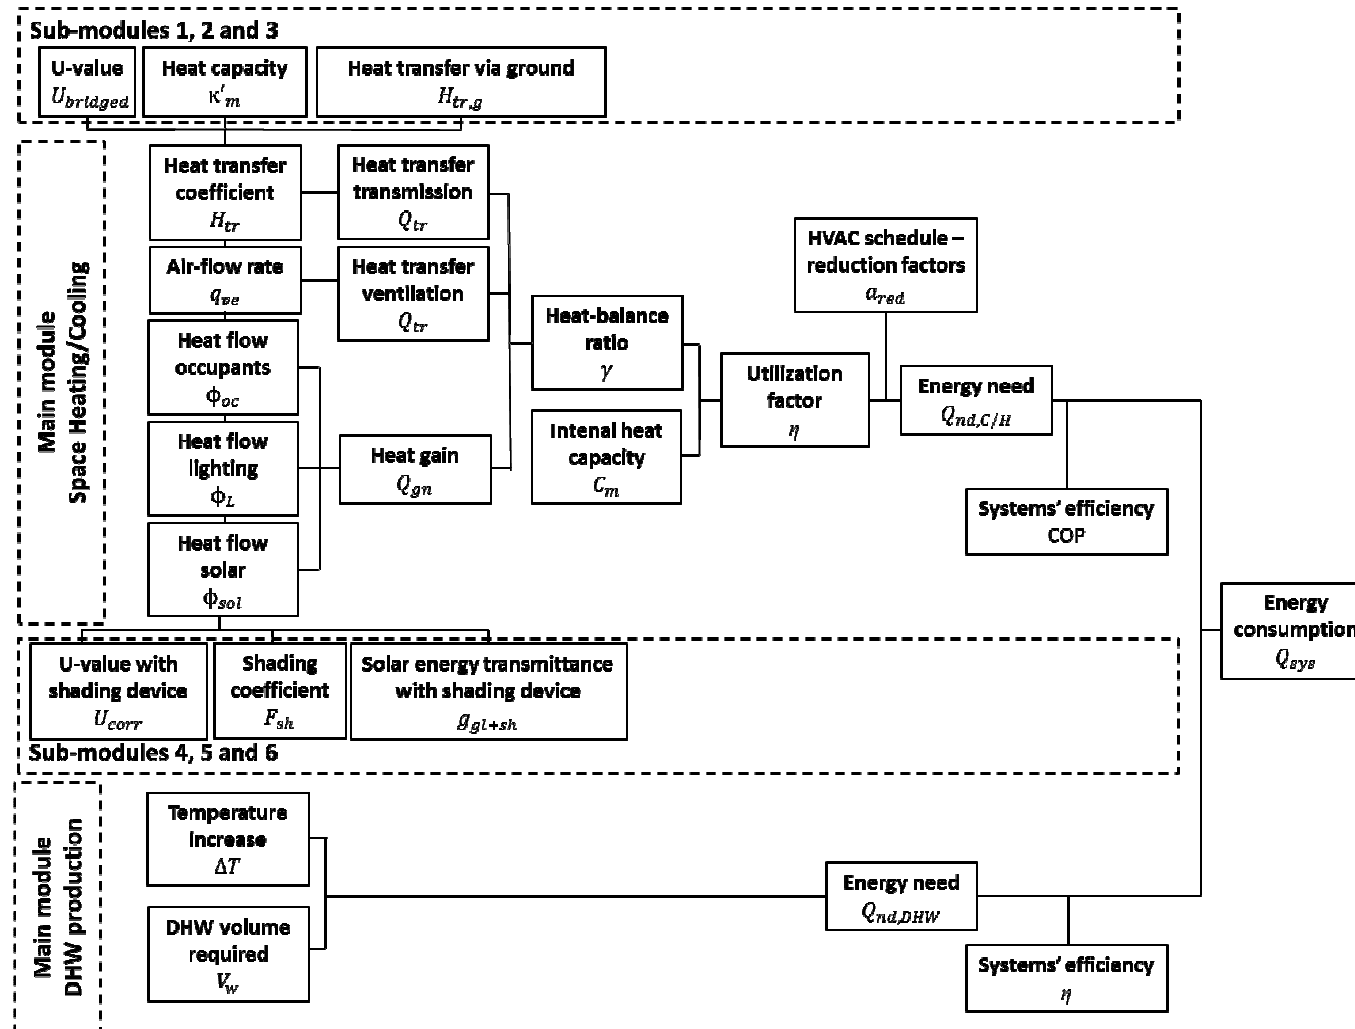 Sub-modules 1, 2 and 3
U-value
U_bridged
Heat capacity
κ'_m
Heat transfer via ground
H_tr,g
Main module
Space Heating/Cooling
Heat transfer
coefficient
H_tr
Heat transfer
transmission
Q_tr
Air-flow rate
q_ve
Heat transfer
ventilation
Q_tr
Heat flow
occupants
ϕ_oc
Heat flow
lighting
ϕ_L
Heat flow
solar
ϕ_sol
Heat gain
Q_gn
Heat-balance
ratio
γ
Intenal heat
capacity
C_m
Utilization
factor
η
HVAC schedule –
reduction factors
a_red
Energy need
Q_nd,C/H
Systems' efficiency
COP
Energy
consumption
Q_sys
U-value with
shading device
U_corr
Shading
coefficient
F_sh
Solar energy transmittance
with shading device
g_gl+sh
Sub-modules 4, 5 and 6
Main module
DHW production
Temperature
increase
ΔT
DHW volume
required
V_w
Energy need
Q_nd,DHW
Systems' efficiency
η